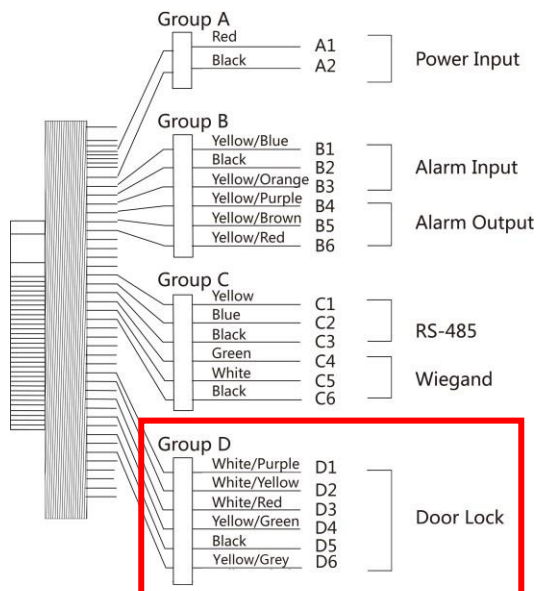 Group A
Red A1
Black A2
Power Input
Group B
Yellow/Blue B1
Black B2
Yellow/Orange B3
Alarm Input
Yellow/Purple B4
Yellow/Brown B5
Yellow/Red B6
Alarm Output
Group C
Yellow C1
Blue C2
Black C3
RS-485
Green C4
White C5
Black C6
Wiegand
Group D
White/Purple D1
White/Yellow D2
White/Red D3
Yellow/Green D4
Black D5
Yellow/Grey D6
Door Lock